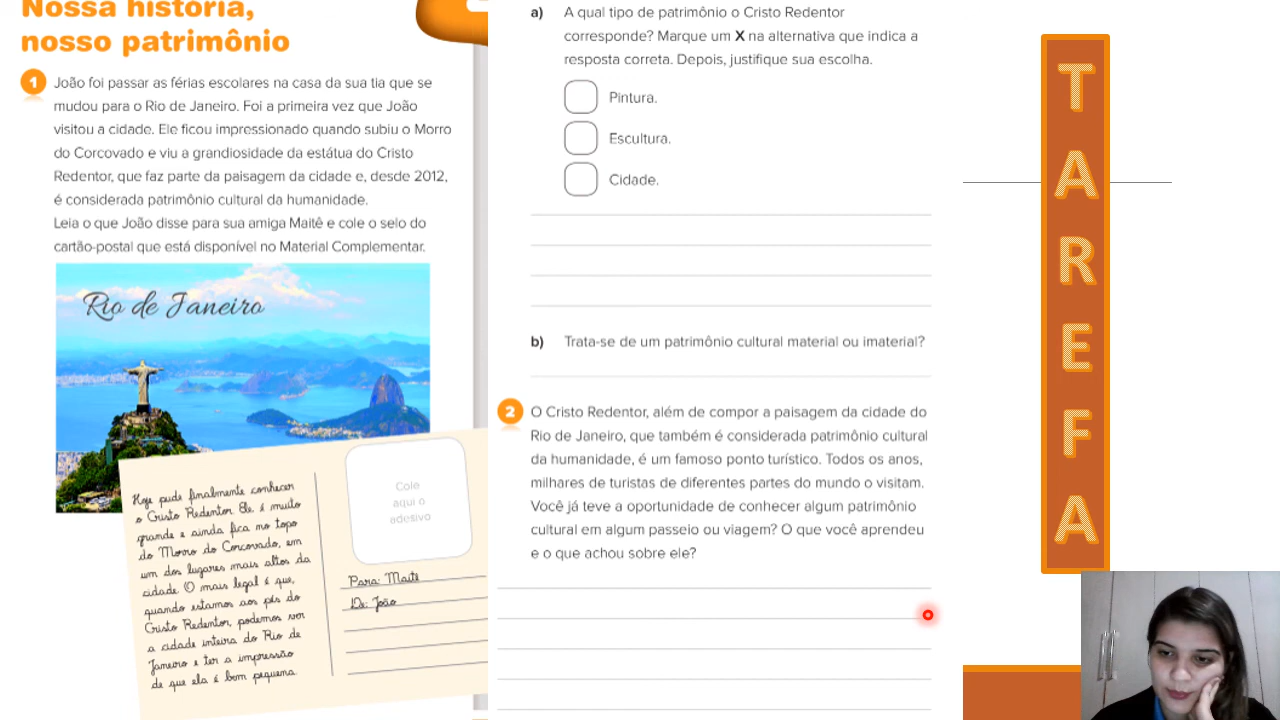 Nossa história,
nosso patrimônio
1
João foi passar as férias escolares na casa da sua tia que se
mudou para o Rio de Janeiro. Foi a primeira vez que João
visitou a cidade. Ele ficou impressionado quando subiu o Morro
do Corcovado e viu a grandiosidade da estátua do Cristo
Redentor, que faz parte da paisagem da cidade e, desde 2012,
é considerada patrimônio cultural da humanidade.
Leia o que João disse para sua amiga Maitê e cole o selo do
cartão-postal que está disponível no Material Complementar.
Rio de Janeiro
Hoje pude finalmente conhecer
o Cristo Redentor. Ele é muito
grande e ainda fica no topo
do Morro do Corcovado, em
um dos lugares mais altos da
cidade. O mais legal é que,
quando estamos aos pés do
Cristo Redentor, podemos ver
a cidade inteira do Rio de
Janeiro e ter a impressão
de que ela é bem pequena.
Cole
aqui o
adesivo
Para: Maitê
De: João
a) A qual tipo de patrimônio o Cristo Redentor
corresponde? Marque um X na alternativa que indica a
resposta correta. Depois, justifique sua escolha.
Pintura.
Escultura.
Cidade.
b) Trata-se de um patrimônio cultural material ou imaterial?
2
O Cristo Redentor, além de compor a paisagem da cidade do
Rio de Janeiro, que também é considerada patrimônio cultural
da humanidade, é um famoso ponto turístico. Todos os anos,
milhares de turistas de diferentes partes do mundo o visitam.
Você já teve a oportunidade de conhecer algum patrimônio
cultural em algum passeio ou viagem? O que você aprendeu
e o que achou sobre ele?
TAREFA